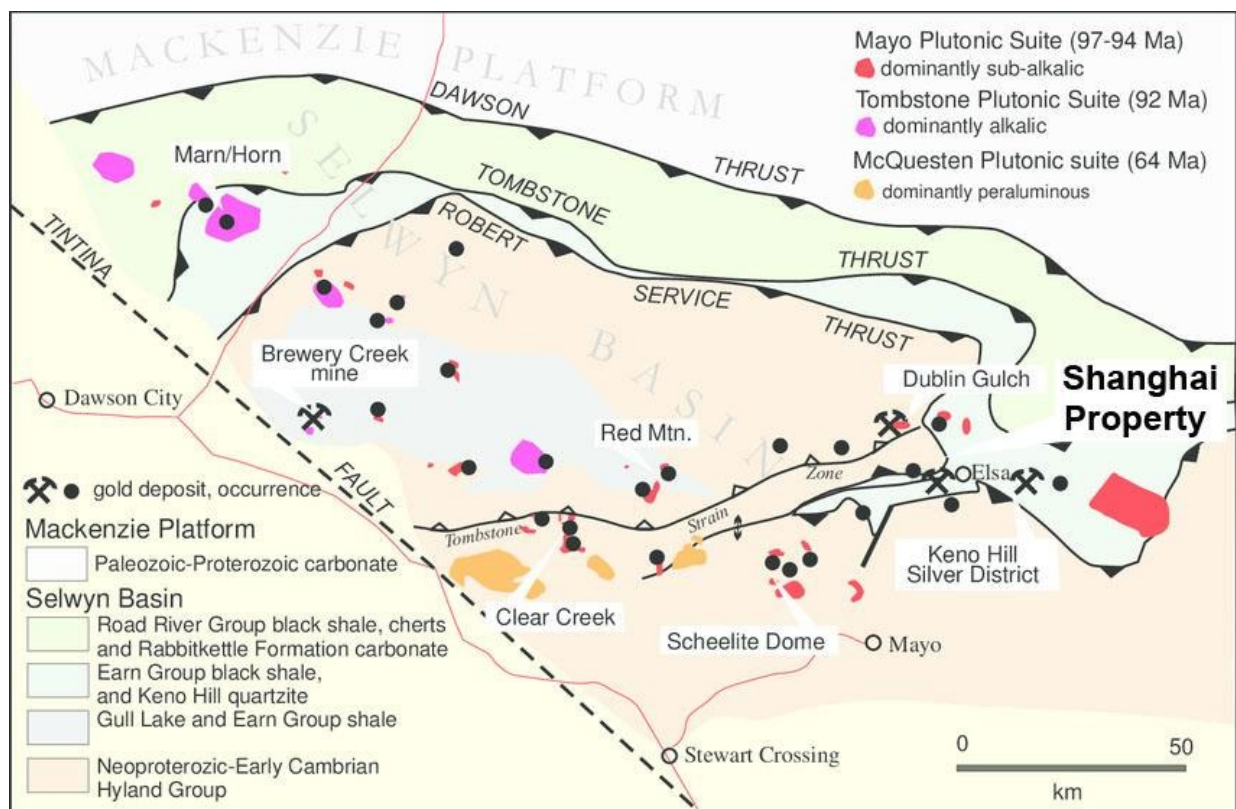 MACKENZIE PLATFORM
Mayo Plutonic Suite (97-94 Ma)
dominantly sub-alkalic
Tombstone Plutonic Suite (92 Ma)
dominantly alkalic
McQuesten Plutonic suite (64 Ma)
dominantly peraluminous
DAWSON
THRUST
SELWYN BASIN
Marn/Horn
TOMBSTONE
THRUST
ROBERT
SERVICE
THRUST
TINTINA
FAULT
Brewery Creek
mine
Dawson City
Dublin Gulch
Shanghai
Property
Red Mtn.
Zone
Elsa
Strain
Tombstone
Keno Hill
Silver District
Clear Creek
Scheelite Dome
Mayo
Stewart Crossing
gold deposit, occurrence
Mackenzie Platform
Paleozoic-Proterozoic carbonate
Selwyn Basin
Road River Group black shale, cherts
and Rabbitkettle Formation carbonate
Earn Group black shale,
and Keno Hill quartzite
Gull Lake and Earn Group shale
Neoproterozic-Early Cambrian
Hyland Group
0 50
km